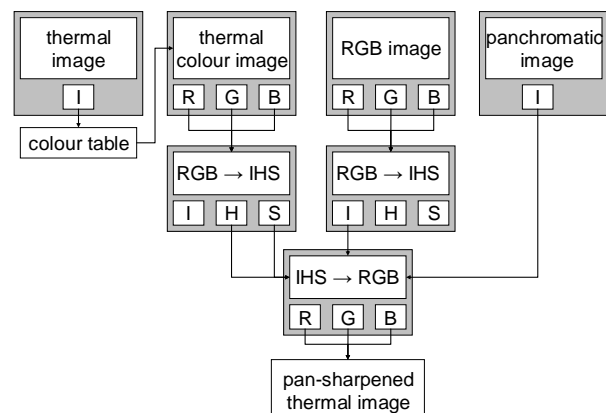 thermal
image
I
colour table
thermal
colour image
R G B
RGB image
R G B
panchromatic
image
I
RGB → IHS
I H S
RGB → IHS
I H S
IHS → RGB
R G B
pan-sharpened
thermal image